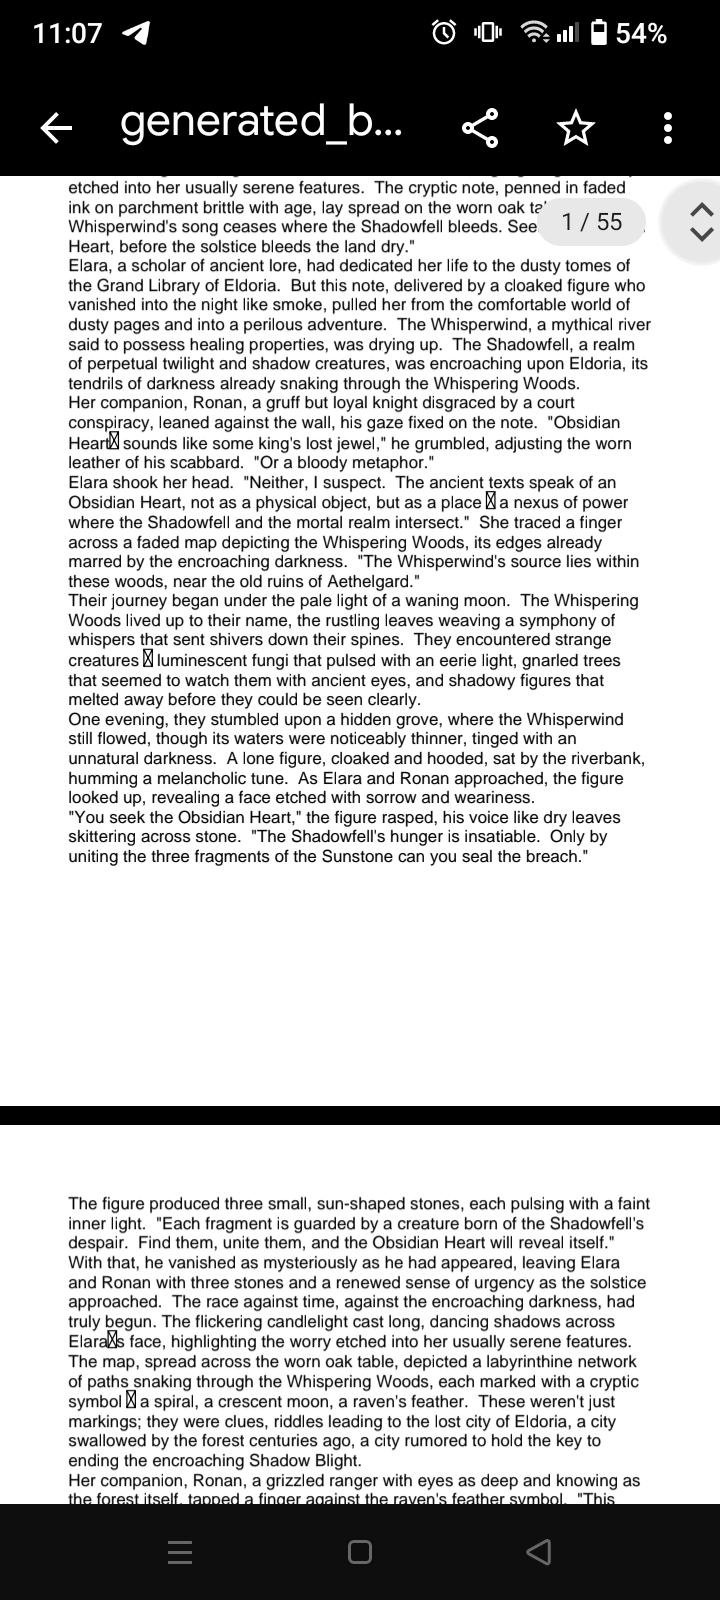 11:07 54%
generated_b...
etched into her usually serene features.  The cryptic note, penned in faded
ink on parchment brittle with age, lay spread on the worn oak
1 / 55
Whisperwind's song ceases where the Shadowfell bleeds. See
Heart, before the solstice bleeds the land dry."
Elara, a scholar of ancient lore, had dedicated her life to the dusty tomes of
the Grand Library of Eldoria.  But this note, delivered by a cloaked figure who
vanished into the night like smoke, pulled her from the comfortable world of
dusty pages and into a perilous adventure.  The Whisperwind, a mythical river
said to possess healing properties, was drying up.  The Shadowfell, a realm
of perpetual twilight and shadow creatures, was encroaching upon Eldoria, its
tendrils of darkness already snaking through the Whispering Woods.
Her companion, Ronan, a gruff but loyal knight disgraced by a court
conspiracy, leaned against the wall, his gaze fixed on the note.  "Obsidian
Heart☒ sounds like some king's lost jewel," he grumbled, adjusting the worn
leather of his scabbard.  "Or a bloody metaphor."
Elara shook her head.  "Neither, I suspect.  The ancient texts speak of an
Obsidian Heart, not as a physical object, but as a place ☒ a nexus of power
where the Shadowfell and the mortal realm intersect."  She traced a finger
across a faded map depicting the Whispering Woods, its edges already
marred by the encroaching darkness.  "The Whisperwind's source lies within
these woods, near the old ruins of Aethelgard."
Their journey began under the pale light of a waning moon.  The Whispering
Woods lived up to their name, the rustling leaves weaving a symphony of
whispers that sent shivers down their spines.  They encountered strange
creatures ☒ luminescent fungi that pulsed with an eerie light, gnarled trees
that seemed to watch them with ancient eyes, and shadowy figures that
melted away before they could be seen clearly.
One evening, they stumbled upon a hidden grove, where the Whisperwind
still flowed, though its waters were noticeably thinner, tinged with an
unnatural darkness.  A lone figure, cloaked and hooded, sat by the riverbank,
humming a melancholic tune.  As Elara and Ronan approached, the figure
looked up, revealing a face etched with sorrow and weariness.
"You seek the Obsidian Heart," the figure rasped, his voice like dry leaves
skittering across stone.  "The Shadowfell's hunger is insatiable.  Only by
uniting the three fragments of the Sunstone can you seal the breach."
The figure produced three small, sun-shaped stones, each pulsing with a faint
inner light.  "Each fragment is guarded by a creature born of the Shadowfell's
despair.  Find them, unite them, and the Obsidian Heart will reveal itself."
With that, he vanished as mysteriously as he had appeared, leaving Elara
and Ronan with three stones and a renewed sense of urgency as the solstice
approached.  The race against time, against the encroaching darkness, had
truly begun. The flickering candlelight cast long, dancing shadows across
Elara☒s face, highlighting the worry etched into her usually serene features.
The map, spread across the worn oak table, depicted a labyrinthine network
of paths snaking through the Whispering Woods, each marked with a cryptic
symbol ☒ a spiral, a crescent moon, a raven's feather.  These weren't just
markings; they were clues, riddles leading to the lost city of Eldoria, a city
swallowed by the forest centuries ago, a city rumored to hold the key to
ending the encroaching Shadow Blight.
Her companion, Ronan, a grizzled ranger with eyes as deep and knowing as
the forest itself, tapped a finger against the raven's feather symbol.  "This